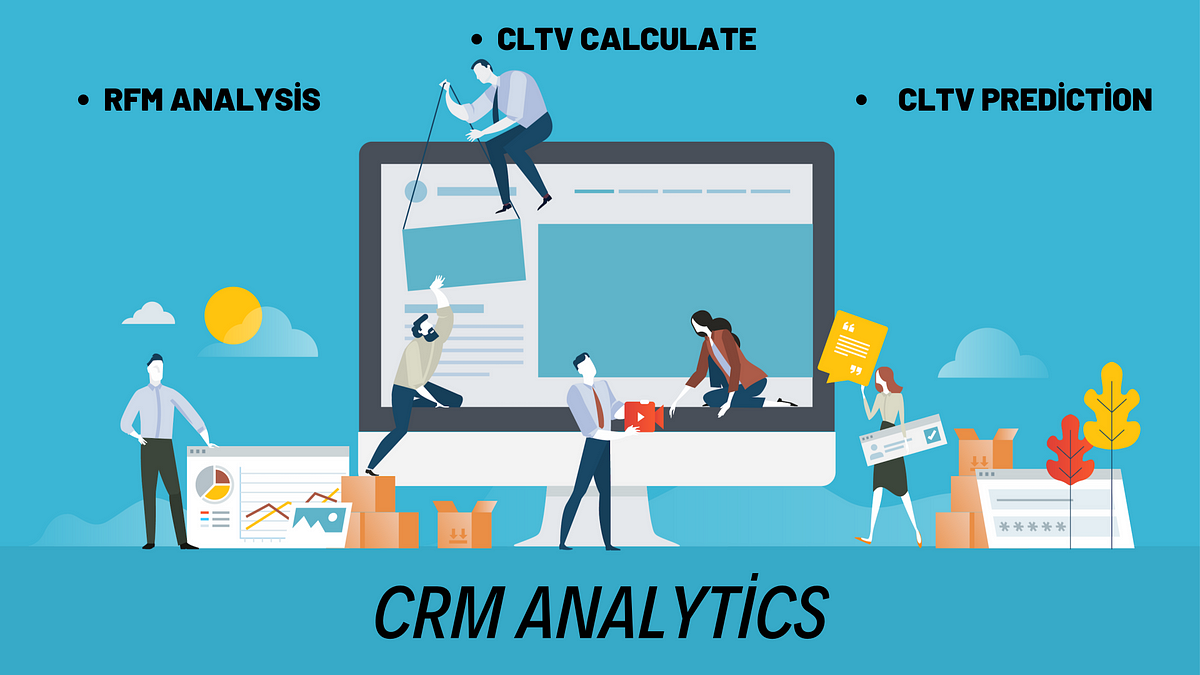 • CLTV CALCULATE
• RFM ANALYSİS
• CLTV PREDİCTİON
*****
CRM ANALYTİCS